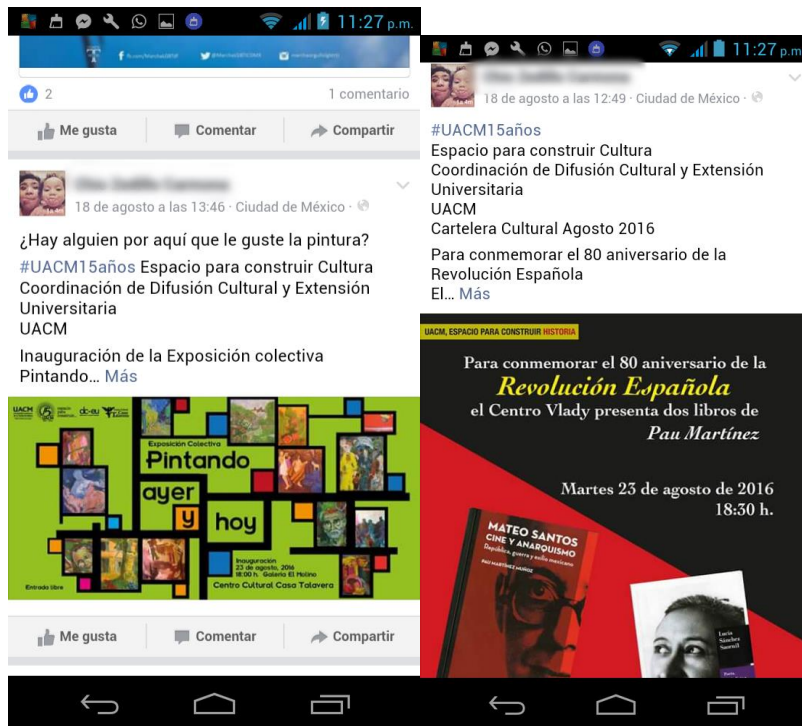 11:27 p.m.
2
1 comentario
Me gusta
Comentar
Compartir
18 de agosto a las 13:46 · Ciudad de México ·
¿Hay alguien por aquí que le guste la pintura?
#UACM15años Espacio para construir Cultura
Coordinación de Difusión Cultural y Extensión
Universitaria
UACM
Inauguración de la Exposición colectiva
Pintando... Más
UACM
Exposición Colectiva
Pintando
ayer
y
hoy
Inauguración
23 de agosto, 2016
18:00 h. Galería El Molino
Centro Cultural Casa Talavera
Entrada libre
Me gusta
Comentar
Compartir
11:27 p.m
18 de agosto a las 12:49 · Ciudad de México ·
#UACM15años
Espacio para construir Cultura
Coordinación de Difusión Cultural y Extensión
Universitaria
UACM
Cartelera Cultural Agosto 2016
Para conmemorar el 80 aniversario de la
Revolución Española
El... Más
UACM, ESPACIO PARA CONSTRUIR HISTORIA
Para conmemorar el 80 aniversario de la
Revolución Española
el Centro Vlady presenta dos libros de
Pau Martínez
Martes 23 de agosto de 2016
18:30 h.
MATEO SANTOS
CINE Y ANARQUISMO
República, guerra y exilio mexicano
PAU MARTÍNEZ MUÑOZ
Lucía
Sánchez
Saornil